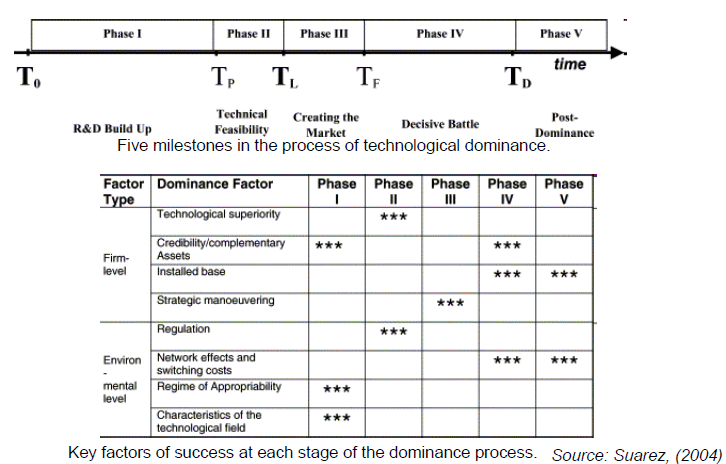 Phase I Phase II Phase III Phase IV Phase V
time
T0 TP TL TF TD
R&D Build Up Technical Feasibility Creating the Market Decisive Battle Post-Dominance
Five milestones in the process of technological dominance.
Factor Type Dominance Factor Phase I Phase II Phase III Phase IV Phase V
Technological superiority ***
Firm-level Credibility/complementary Assets *** ***
Installed base *** ***
Strategic manoeuvering ***
Regulation ***
Environ-mental level Network effects and switching costs *** ***
Regime of Appropriability ***
Characteristics of the technological field ***
Key factors of success at each stage of the dominance process. Source: Suarez, (2004)